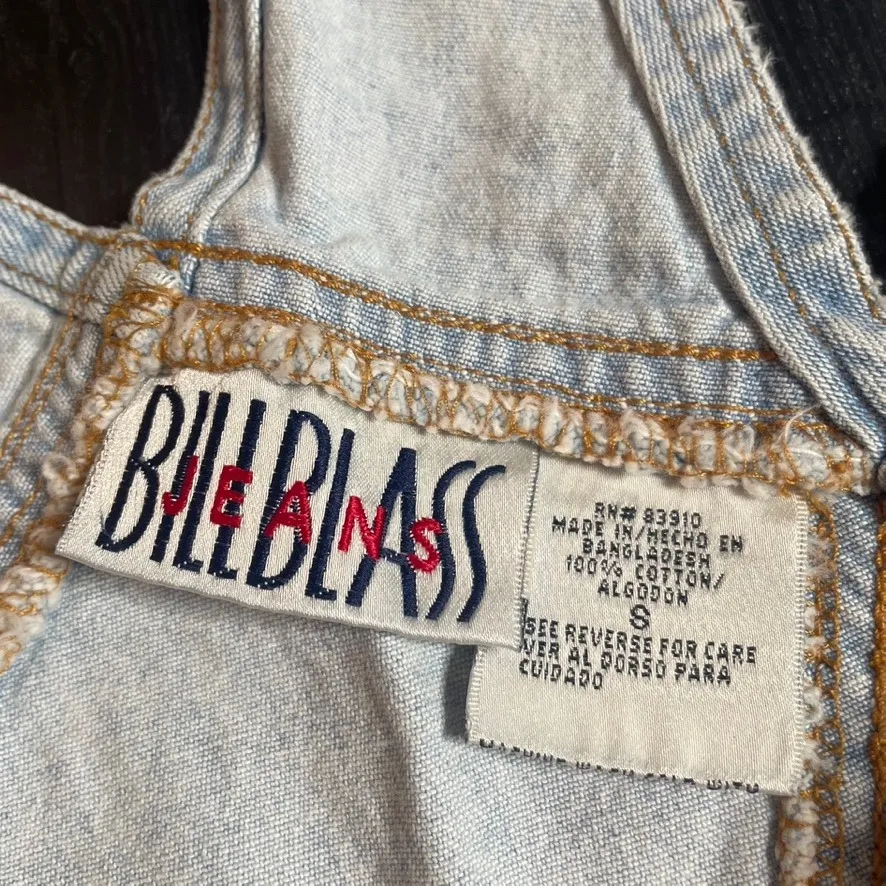 BILL BLASS
JEANS
RN# 83910
MADE IN/HECHO EN
BANGLADESH
100% COTTON/
ALGODON
S
SEE REVERSE FOR CARE
VER AL DORSO PARA
CUIDADO